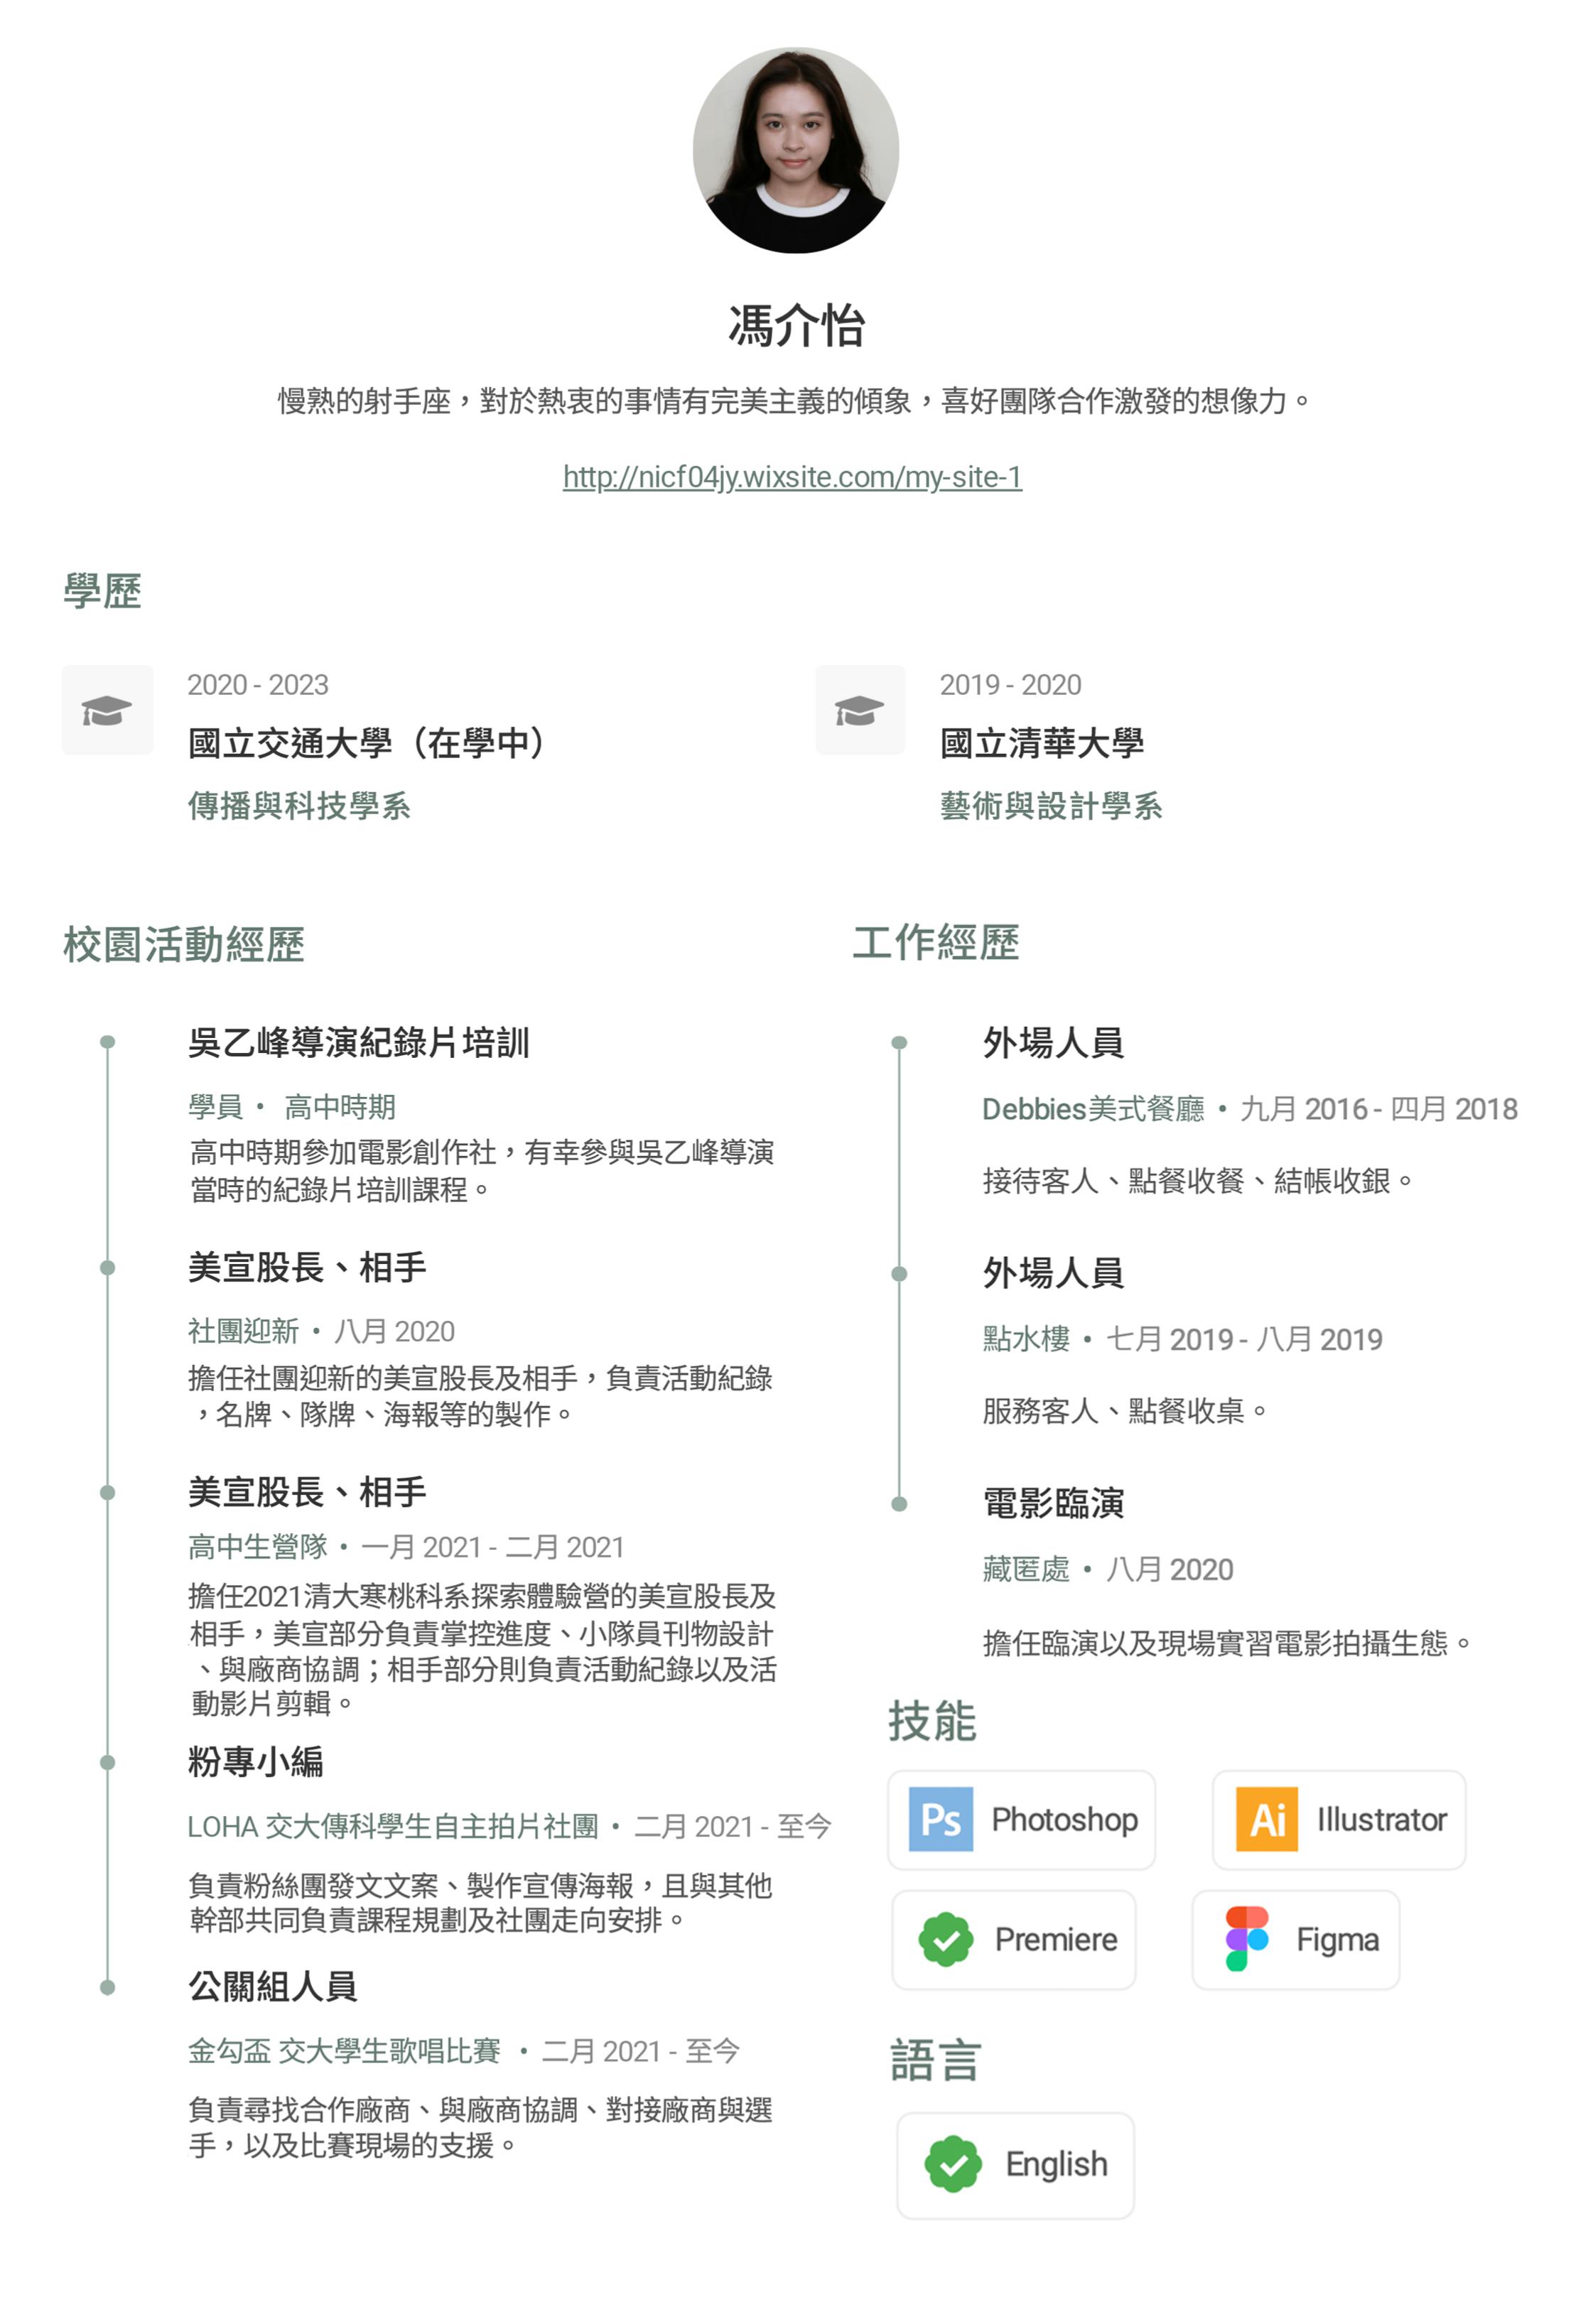 馮介怡
慢熟的射手座，對於熱衷的事情有完美主義的傾象，喜好團隊合作激發的想像力。
http://nicf04jy.wixsite.com/my-site-1
學歷
2020 - 2023
國立交通大學（在學中）
傳播與科技學系
2019 - 2020
國立清華大學
藝術與設計學系
校園活動經歷
吳乙峰導演紀錄片培訓
學員・ 高中時期
高中時期參加電影創作社，有幸參與吳乙峰導演
當時的紀錄片培訓課程。
美宣股長、相手
社團迎新・八月 2020
擔任社團迎新的美宣股長及相手，負責活動紀錄
，名牌、隊牌、海報等的製作。
美宣股長、相手
高中生營隊・一月 2021 - 二月 2021
擔任2021清大寒桃科系探索體驗營的美宣股長及
相手，美宣部分負責掌控進度、小隊員刊物設計
、與廠商協調；相手部分則負責活動紀錄以及活
動影片剪輯。
粉專小編
LOHA 交大傳科學生自主拍片社團・ 二月 2021 - 至今
負責粉絲團發文文案、製作宣傳海報，且與其他
幹部共同負責課程規劃及社團走向安排。
公關組人員
金勾盃 交大學生歌唱比賽 ・二月 2021 - 至今
負責尋找合作廠商、與廠商協調、對接廠商與選
手，以及比賽現場的支援。
工作經歷
外場人員
Debbies美式餐廳・九月 2016 - 四月 2018
接待客人、點餐收餐、結帳收銀。
外場人員
點水樓・七月 2019 - 八月 2019
服務客人、點餐收桌。
電影臨演
藏匿處・八月 2020
擔任臨演以及現場實習電影拍攝生態。
技能
Ps Photoshop
Ai Illustrator
Premiere
Figma
語言
English